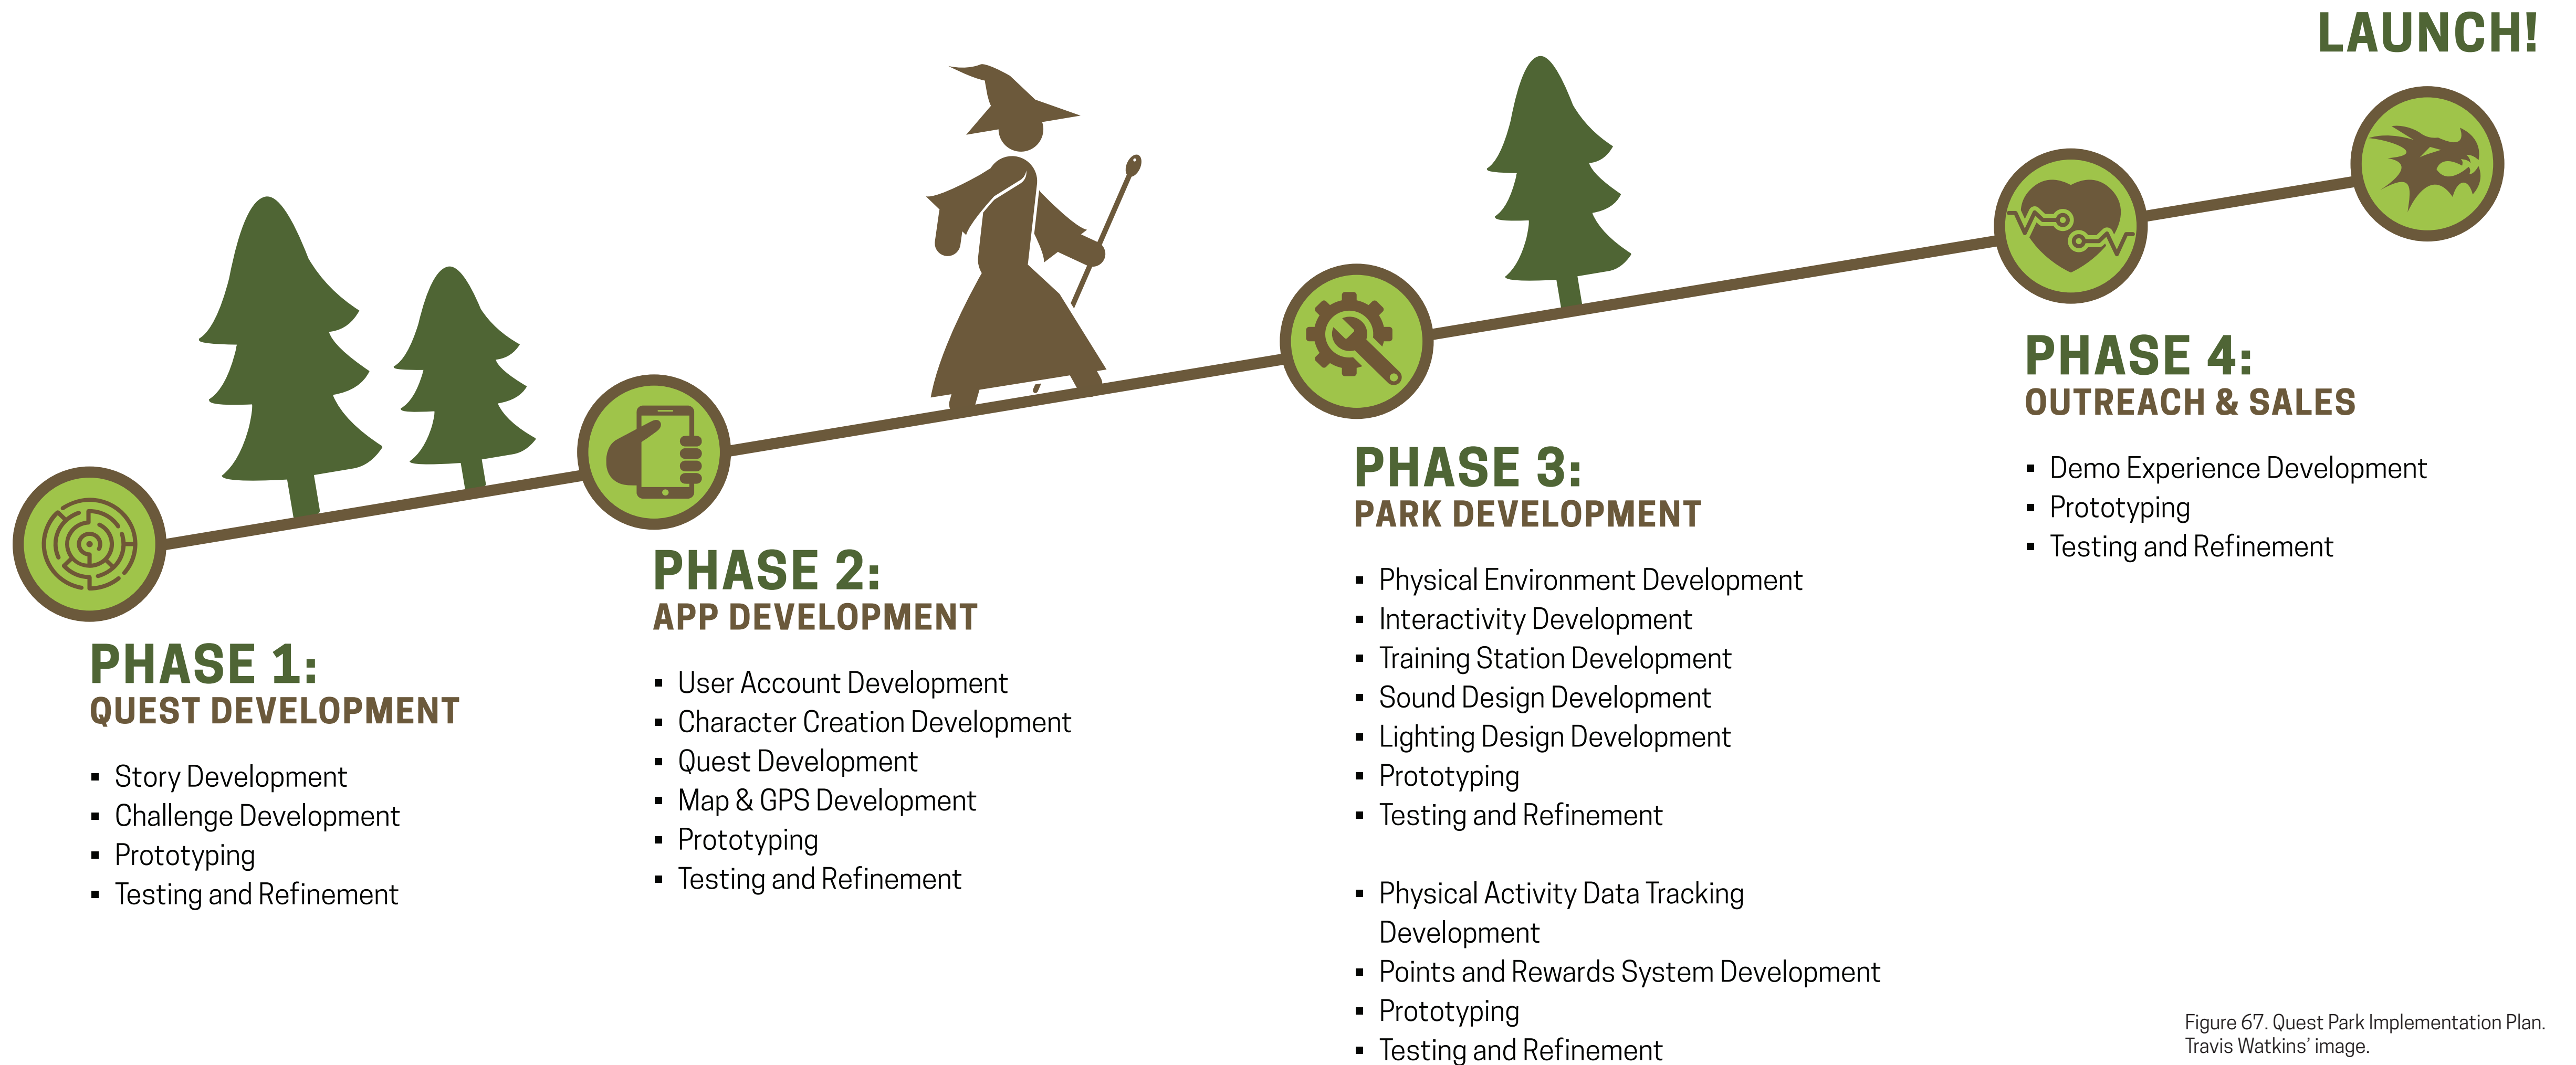 LAUNCH!
PHASE 1:
QUEST DEVELOPMENT
▪ Story Development
▪ Challenge Development
▪ Prototyping
▪ Testing and Refinement
PHASE 2:
APP DEVELOPMENT
▪ User Account Development
▪ Character Creation Development
▪ Quest Development
▪ Map & GPS Development
▪ Prototyping
▪ Testing and Refinement
PHASE 3:
PARK DEVELOPMENT
▪ Physical Environment Development
▪ Interactivity Development
▪ Training Station Development
▪ Sound Design Development
▪ Lighting Design Development
▪ Prototyping
▪ Testing and Refinement
▪ Physical Activity Data Tracking
Development
▪ Points and Rewards System Development
▪ Prototyping
▪ Testing and Refinement
PHASE 4:
OUTREACH & SALES
▪ Demo Experience Development
▪ Prototyping
▪ Testing and Refinement
Figure 67. Quest Park Implementation Plan.
Travis Watkins’ image.